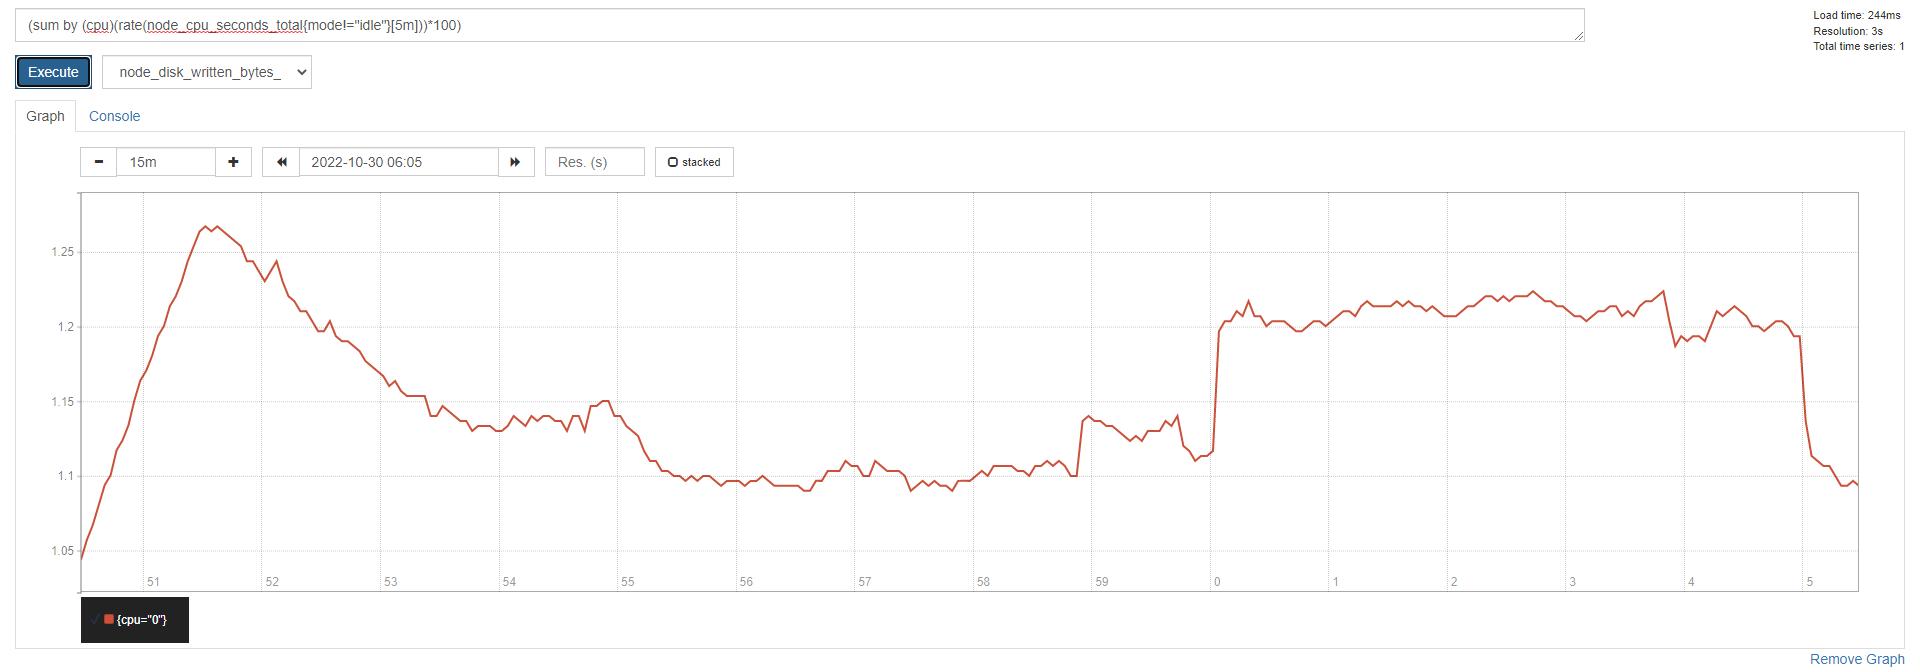 (sum by (cpu)(rate(node_cpu_seconds_total{mode!="idle"}[5m]))*100)
Load time: 244ms
Resolution: 3s
Total time series: 1
Execute node_disk_written_bytes_
Graph Console
15m 2022-10-30 06:05 Res. (s) stacked
1.25
1.2
1.15
1.1
1.05
51 52 53 54 55 56 57 58 59 0 1 2 3 4 5
✓ {cpu="0"}
Remove Graph